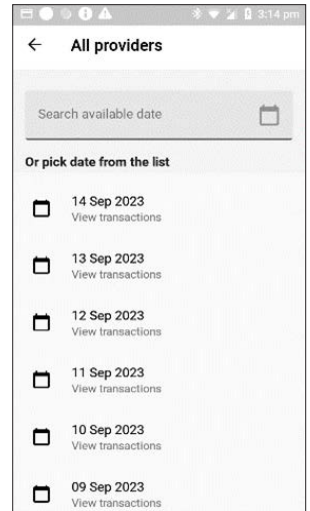 3:14 pm
All providers
Search available date
Or pick date from the list
14 Sep 2023
View transactions
13 Sep 2023
View transactions
12 Sep 2023
View transactions
11 Sep 2023
View transactions
10 Sep 2023
View transactions
09 Sep 2023
View transactions